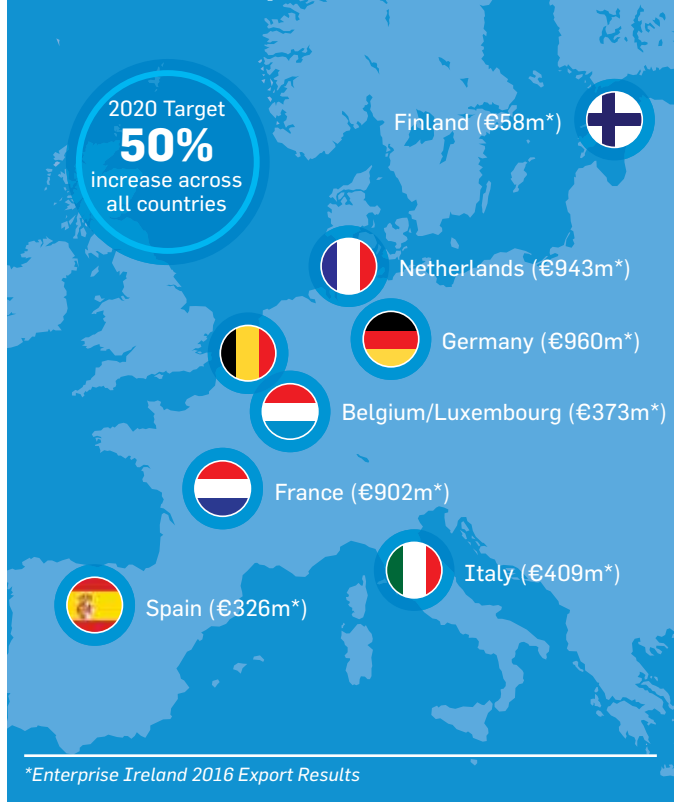 2020 Target
50%
increase across
all countries
Finland (€58m*)
Netherlands (€943m*)
Germany (€960m*)
Belgium/Luxembourg (€373m*)
France (€902m*)
Italy (€409m*)
Spain (€326m*)
*Enterprise Ireland 2016 Export Results